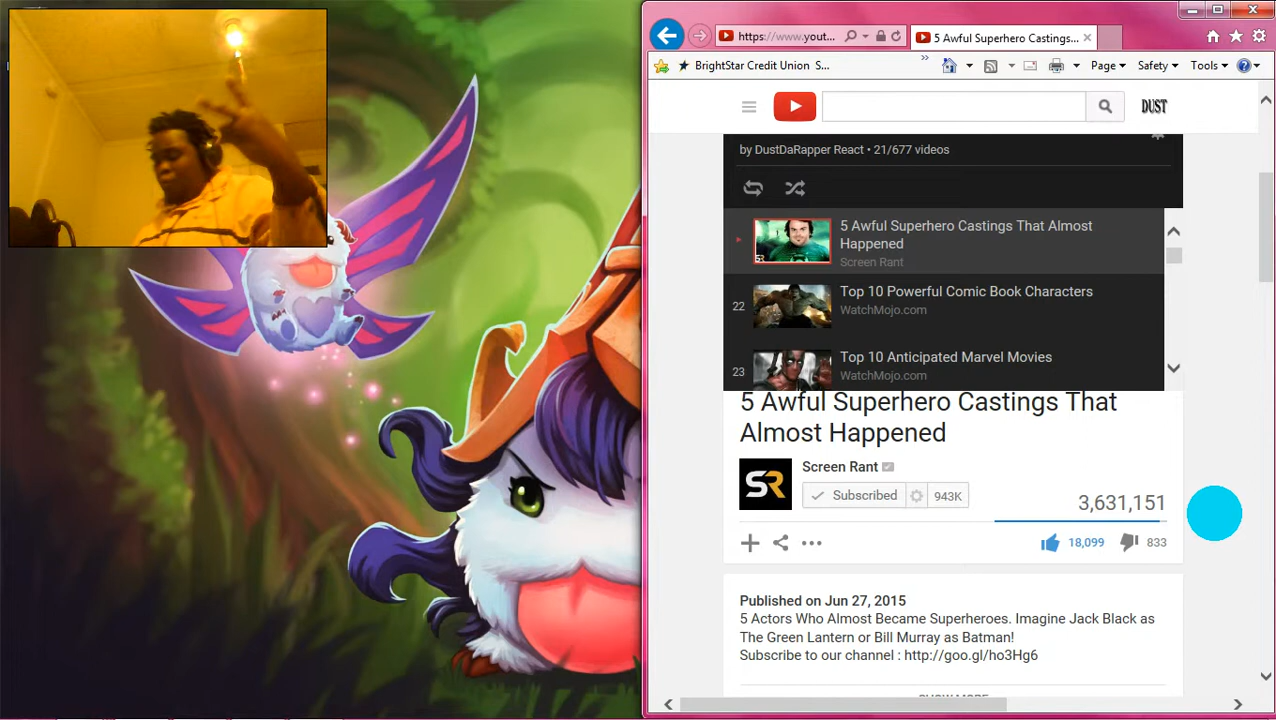 https://www.yout...
5 Awful Superhero Castings...
BrightStar Credit Union S...
»
Page
Safety
Tools
DUST
by DustDaRapper React • 21/677 videos
5 Awful Superhero Castings That Almost
Happened
Screen Rant
SR
22
Top 10 Powerful Comic Book Characters
WatchMojo.com
23
Top 10 Anticipated Marvel Movies
WatchMojo.com
5 Awful Superhero Castings That
Almost Happened
SR
Screen Rant
Subscribed
943K
3,631,151
18,099
833
Published on Jun 27, 2015
5 Actors Who Almost Became Superheroes. Imagine Jack Black as
The Green Lantern or Bill Murray as Batman!
Subscribe to our channel : http://goo.gl/ho3Hg6
SHOW MORE